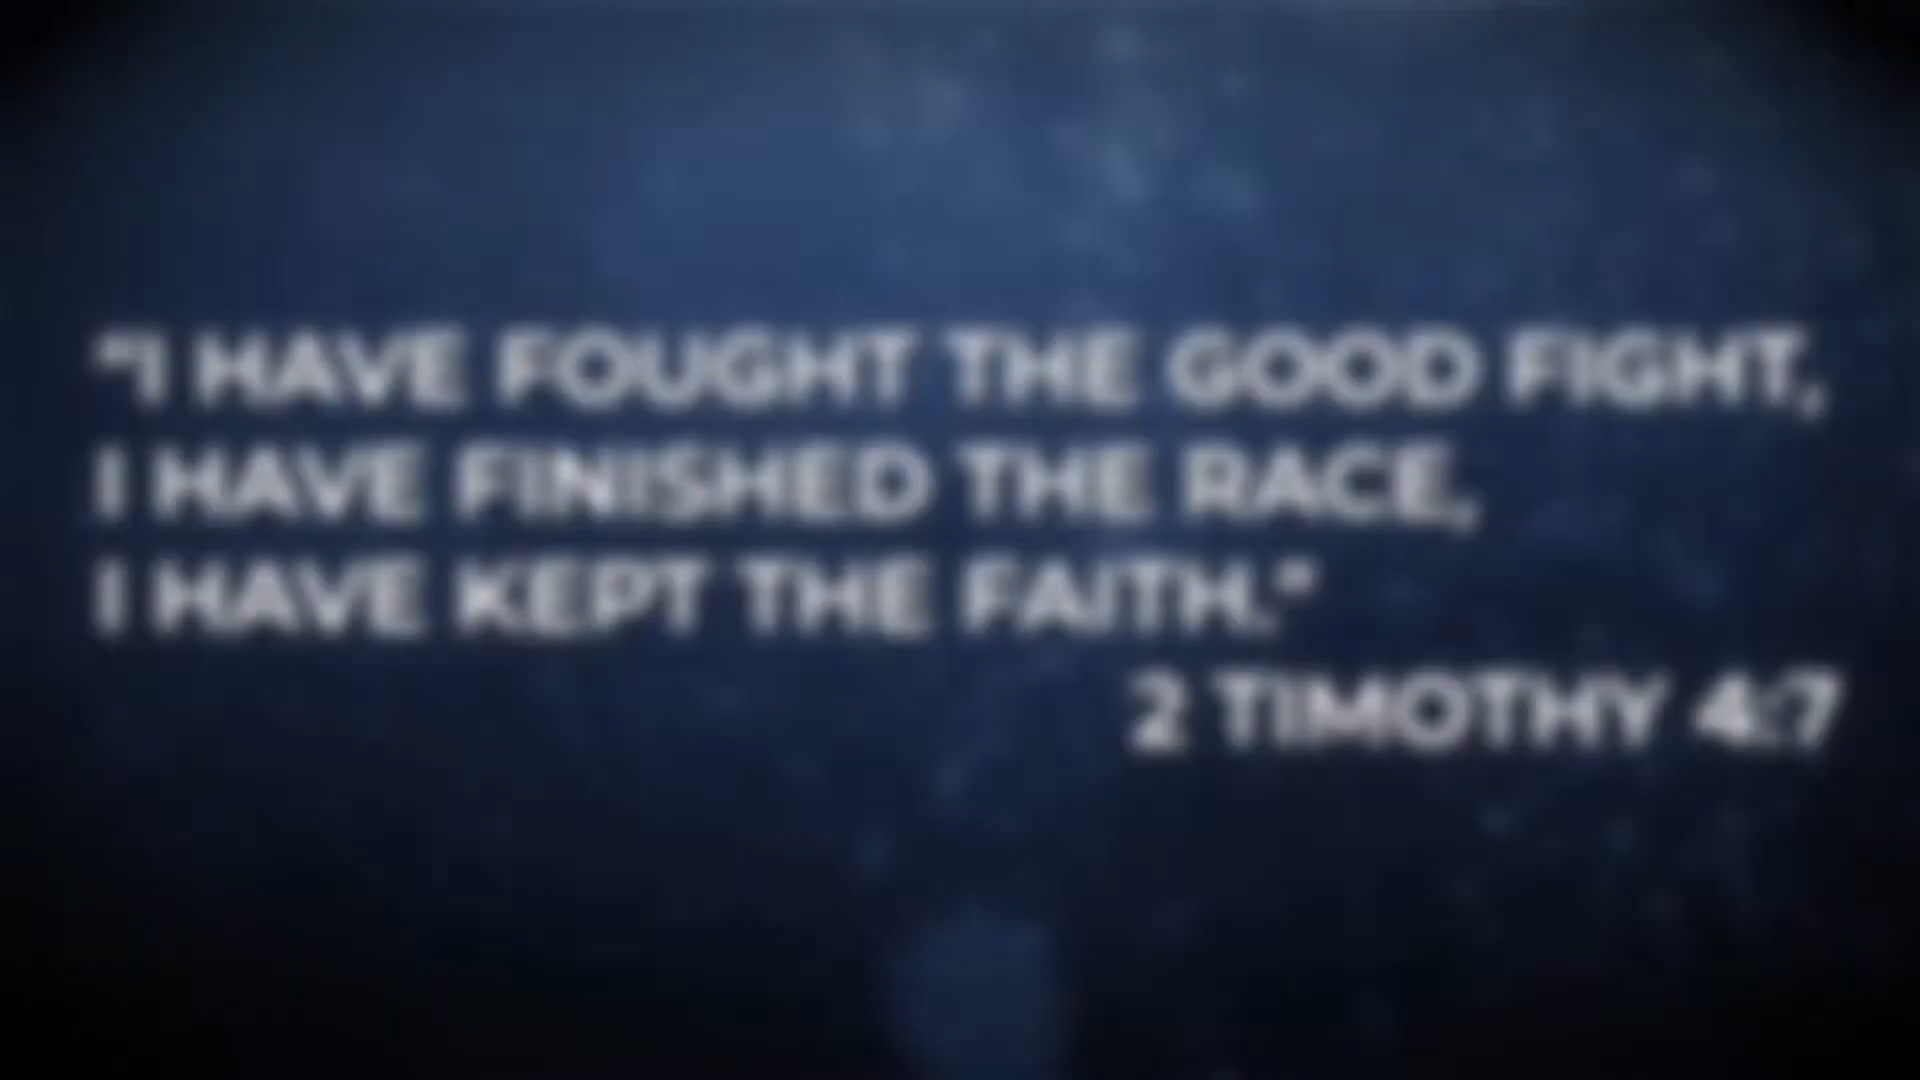 "I HAVE FOUGHT THE GOOD FIGHT,
I HAVE FINISHED THE RACE,
I HAVE KEPT THE FAITH."
2 TIMOTHY 4:7